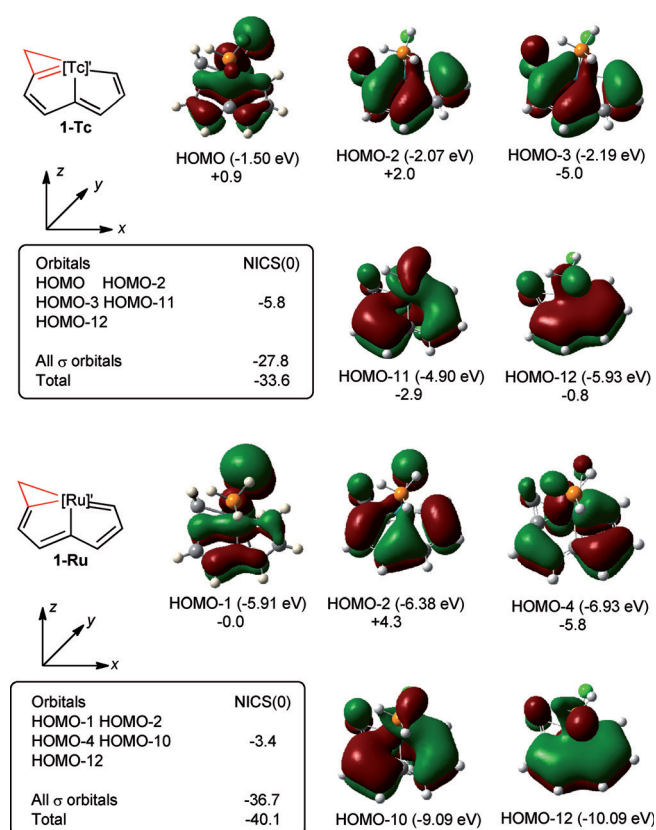 [Tc]'
1-Tc
z
y
x
HOMO (-1.50 eV)
+0.9
HOMO-2 (-2.07 eV)
+2.0
HOMO-3 (-2.19 eV)
-5.0
Orbitals NICS(0)
HOMO HOMO-2
HOMO-3 HOMO-11 -5.8
HOMO-12
All σ orbitals -27.8
Total -33.6
HOMO-11 (-4.90 eV)
-2.9
HOMO-12 (-5.93 eV)
-0.8
[Ru]'
1-Ru
z
y
x
HOMO-1 (-5.91 eV)
-0.0
HOMO-2 (-6.38 eV)
+4.3
HOMO-4 (-6.93 eV)
-5.8
Orbitals NICS(0)
HOMO-1 HOMO-2
HOMO-4 HOMO-10 -3.4
HOMO-12
All σ orbitals -36.7
Total -40.1
HOMO-10 (-9.09 eV)
HOMO-12 (-10.09 eV)